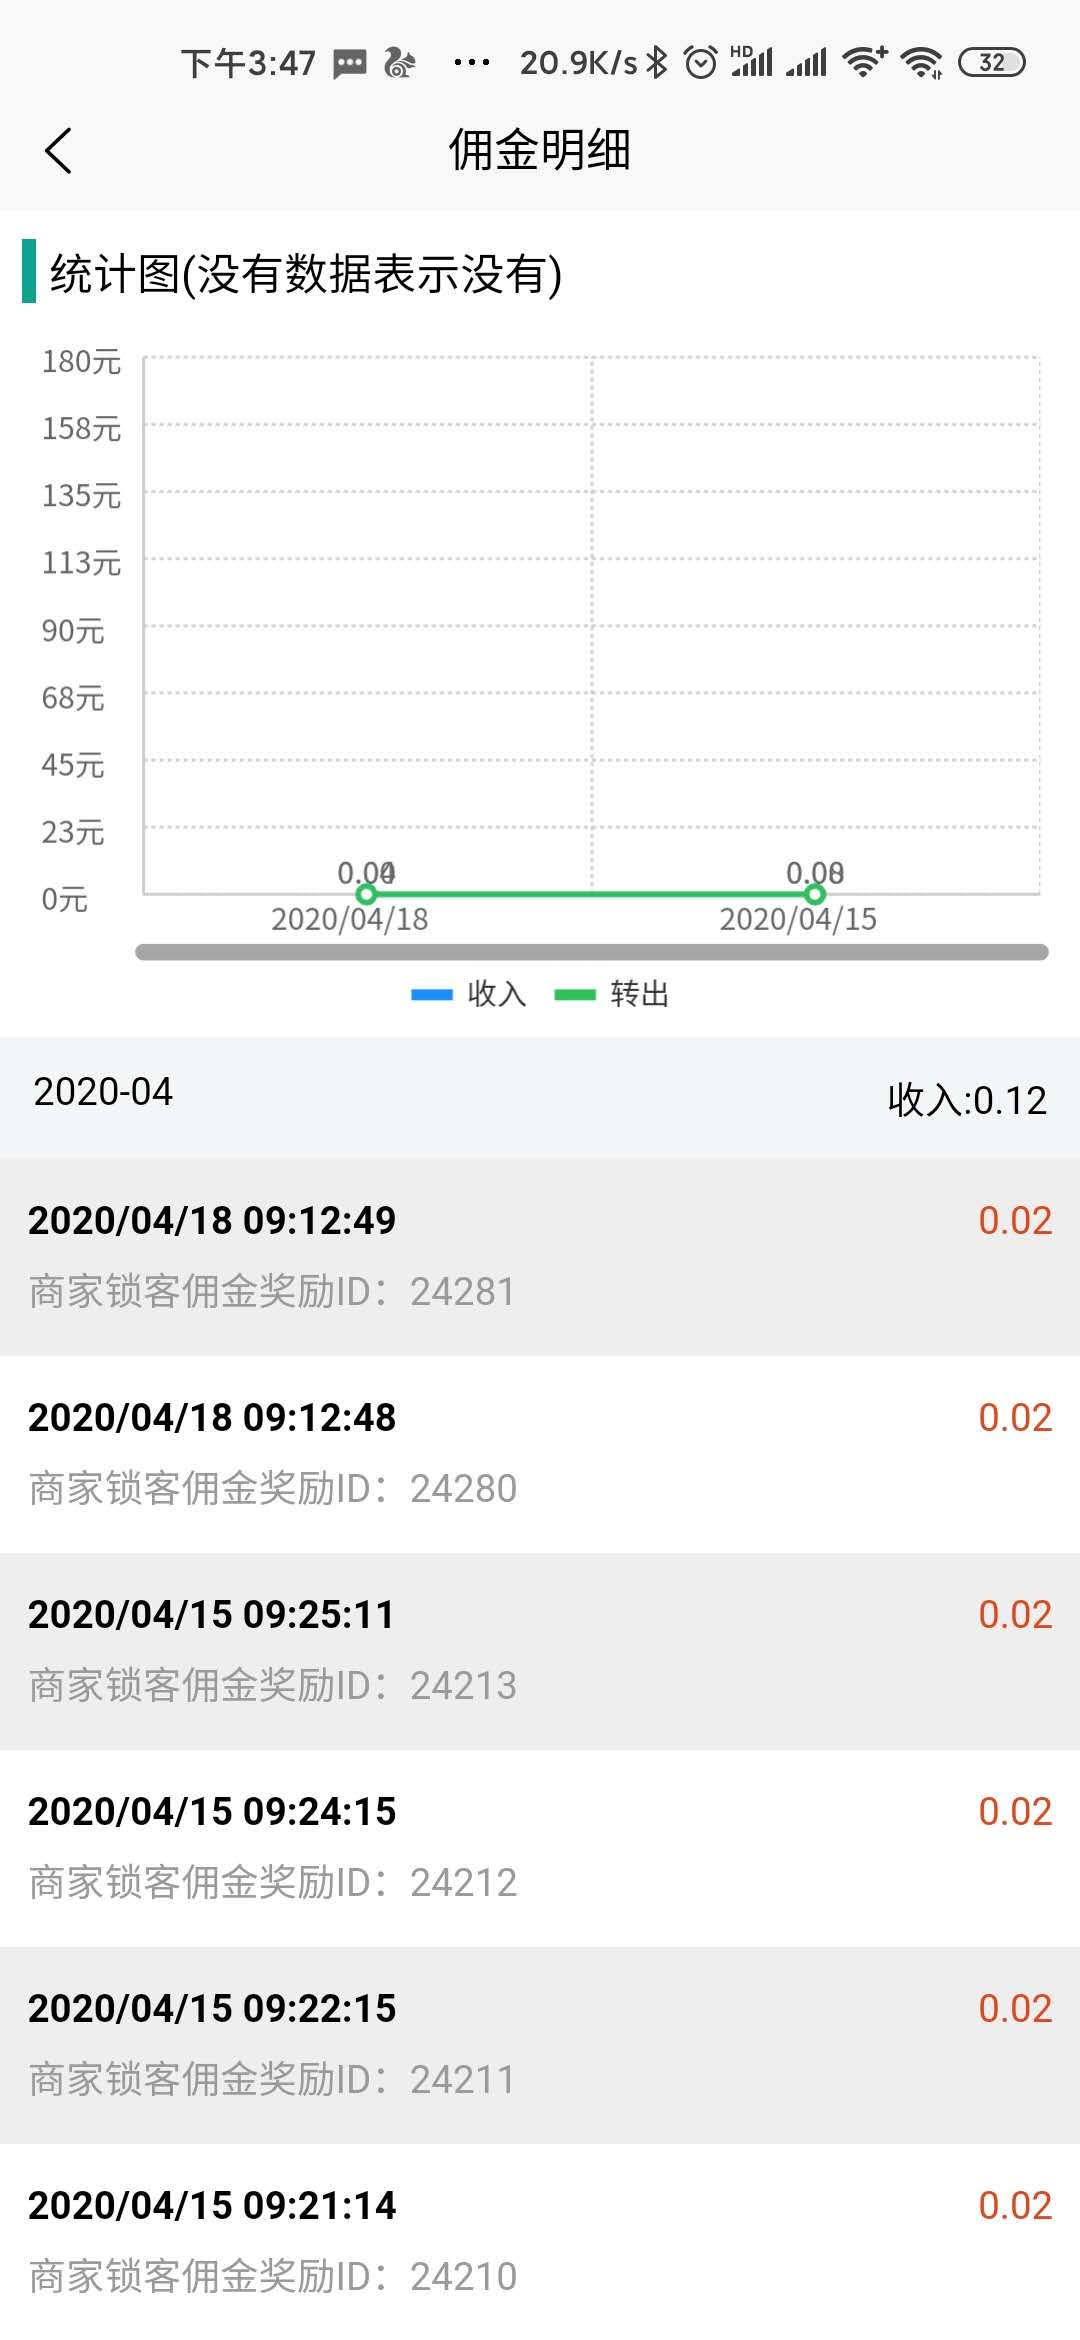 下午3:47 ... 20.9K/s HD 32
佣金明细
统计图(没有数据表示没有)
180元
158元
135元
113元
90元
68元
45元
23元
0元
2020/04/18 2020/04/15
收入 转出
2020-04 收入:0.12
2020/04/18 09:12:49 0.02
商家锁客佣金奖励ID：24281
2020/04/18 09:12:48 0.02
商家锁客佣金奖励ID：24280
2020/04/15 09:25:11 0.02
商家锁客佣金奖励ID：24213
2020/04/15 09:24:15 0.02
商家锁客佣金奖励ID：24212
2020/04/15 09:22:15 0.02
商家锁客佣金奖励ID：24211
2020/04/15 09:21:14 0.02
商家锁客佣金奖励ID：24210